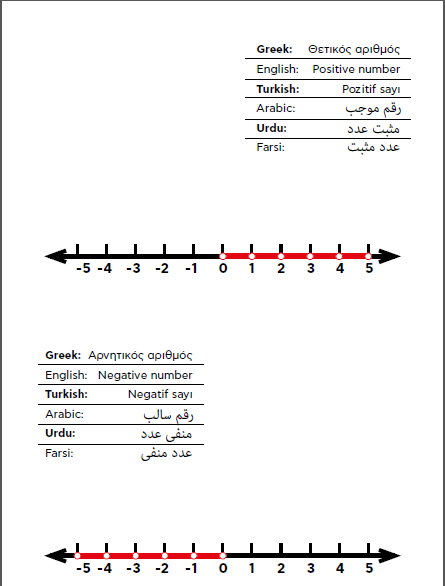 Greek: Θετικός αριθμός
English: Positive number
Turkish: Pozitif sayı
Arabic: رقم موجب
Urdu: مثبت عدد
Farsi: عدد مثبت
-5 -4 -3 -2 -1 0 1 2 3 4 5
Greek: Αρνητικός αριθμός
English: Negative number
Turkish: Negatif sayı
Arabic: رقم سالب
Urdu: منفی عدد
Farsi: عدد منفی
-5 -4 -3 -2 -1 0 1 2 3 4 5